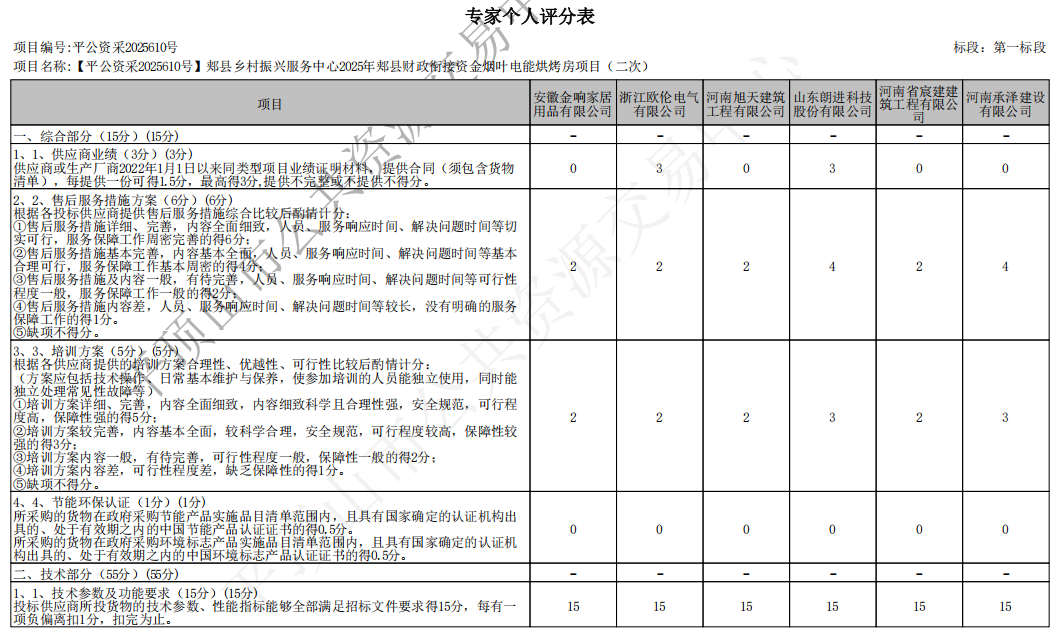 专家个人评分表
项目编号:平公资采2025610号
标段：第一标段
项目名称:【平公资采2025610号】郏县乡村振兴服务中心2025年郏县财政衔接资金烟叶电能烘烤房项目（二次）
项目
安徽金响家居用品有限公司
浙江欧伦电气有限公司
河南旭天建筑工程有限公司
山东朗进科技股份有限公司
河南省宸建建筑工程有限公司
河南承泽建设有限公司
一、综合部分（15分）(15分)
– – – – – –
1、1、供应商业绩（3分）(3分)
供应商或生产厂商2022年1月1日以来同类型项目业绩证明材料，提供合同（须包含货物
清单），每提供一份可得1.5分，最高得3分,提供不完整或不提供不得分。
0 3 0 3 0 0
2、2、售后服务措施方案（6分）(6分)
根据各投标供应商提供售后服务措施综合比较后酌情计分：
①售后服务措施详细、完善，内容全面细致，人员、服务响应时间、解决问题时间等切
实可行，服务保障工作周密完善的得6分；
②售后服务措施基本完善，内容基本全面，人员、服务响应时间、解决问题时间等基本
合理可行，服务保障工作基本周密的得4分；
③售后服务措施及内容一般，有待完善，人员、服务响应时间、解决问题时间等可行性
程度一般，服务保障工作一般的得2分；
④售后服务措施内容差，人员、服务响应时间、解决问题时间等较长，没有明确的服务
保障工作的得1分。
⑤缺项不得分。
2 2 2 4 2 4
3、3、培训方案（5分）(5分)
根据各供应商提供的培训方案合理性、优越性、可行性比较后酌情计分：
（方案应包括技术操作、日常基本维护与保养，使参加培训的人员能独立使用，同时能
独立处理常见性故障等）
①培训方案详细、完善，内容全面细致，内容细致科学且合理性强，安全规范，可行程
度高，保障性强的得5分；
②培训方案较完善，内容基本全面，较科学合理，安全规范，可行程度较高，保障性较
强的得3分；
③培训方案内容一般，有待完善，可行性程度一般，保障性一般的得2分；
④培训方案内容差，可行性程度差，缺乏保障性的得1分。
⑤缺项不得分。
2 2 2 3 2 3
4、4、节能环保认证（1分）(1分)
所采购的货物在政府采购节能产品实施品目清单范围内，且具有国家确定的认证机构出
具的、处于有效期之内的中国节能产品认证证书的得0.5分。
所采购的货物在政府采购环境标志产品实施品目清单范围内，且具有国家确定的认证机
构出具的、处于有效期之内的中国环境标志产品认证证书的得0.5分。
0 0 0 0 0 0
二、技术部分（55分）(55分)
– – – – – –
1、1、技术参数及功能要求（15分）(15分)
投标供应商所投货物的技术参数、性能指标能够全部满足招标文件要求得15分，每有一
项负偏离扣1分，扣完为止。
15 15 15 15 15 15
平顶山市公共资源交易中
平顶山市公共资源交易中心